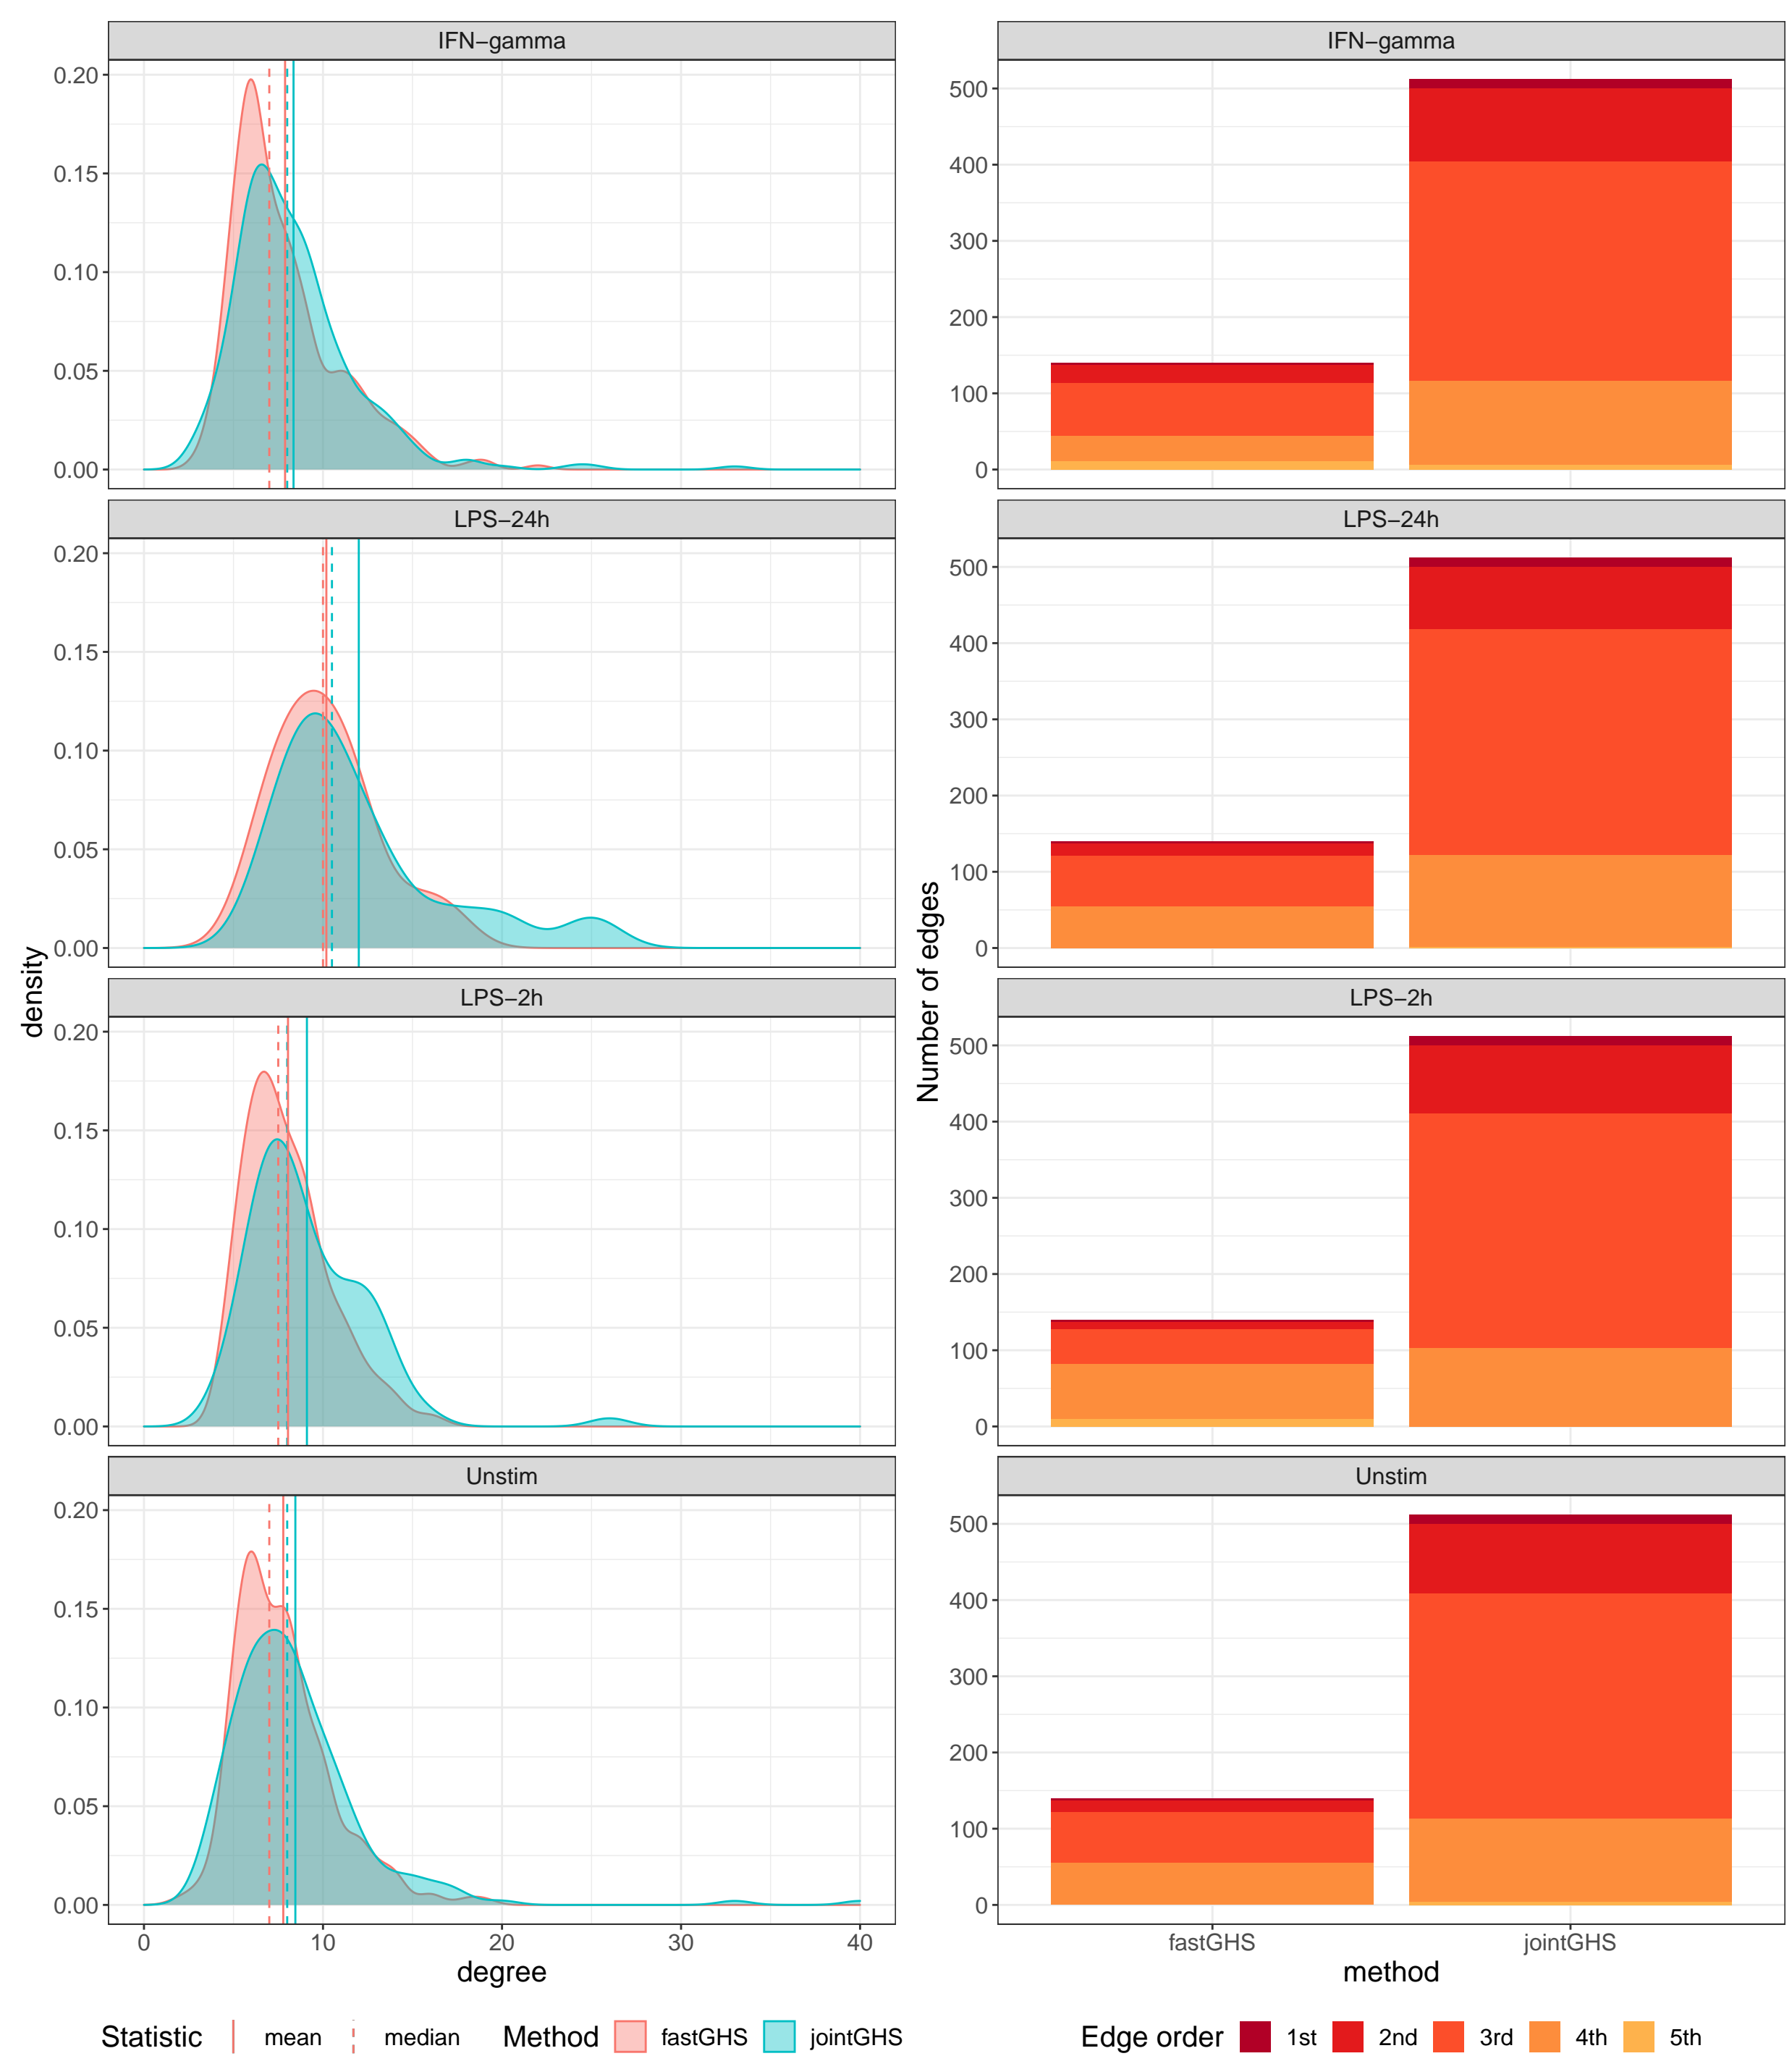 IFN−gamma
IFN−gamma
0.20
0.15
0.10
0.05
0.00
500
400
300
200
100
0
LPS−24h
LPS−24h
0.20
0.15
0.10
0.05
0.00
500
400
300
200
100
0
density
Number of edges
LPS−2h
LPS−2h
0.20
0.15
0.10
0.05
0.00
500
400
300
200
100
0
Unstim
Unstim
0.20
0.15
0.10
0.05
0.00
500
400
300
200
100
0
0 10 20 30 40
fastGHS jointGHS
degree
method
Statistic mean median Method fastGHS jointGHS
Edge order 1st 2nd 3rd 4th 5th